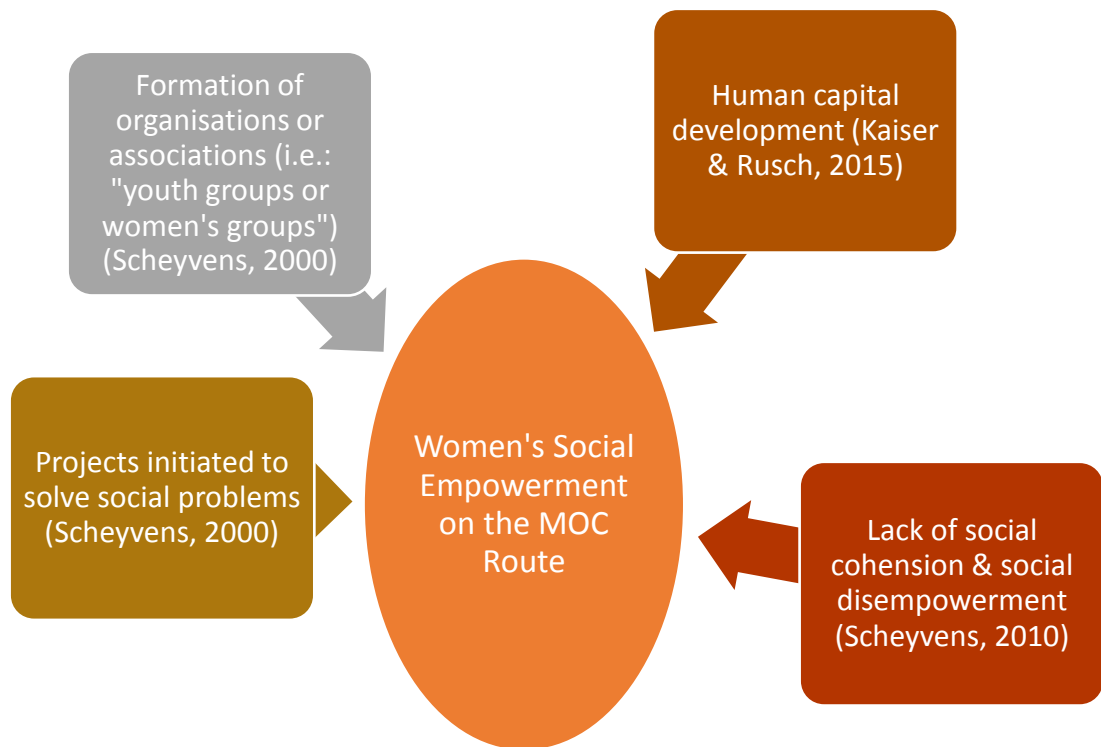 Formation of
organisations or
associations (i.e.:
"youth groups or
women's groups")
(Scheyvens, 2000)
Human capital
development (Kaiser
& Rusch, 2015)
Projects initiated to
solve social problems
(Scheyvens, 2000)
Women's Social
Empowerment
on the MOC
Route
Lack of social
cohension & social
disempowerment
(Scheyvens, 2010)